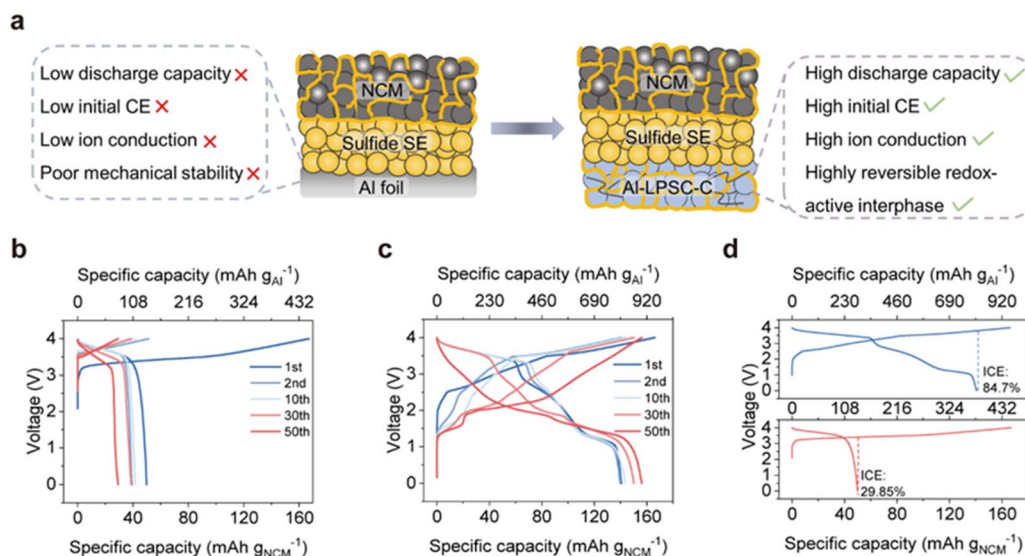 a
Low discharge capacity ✕
Low initial CE ✕
Low ion conduction ✕
Poor mechanical stability ✕
NCM
Sulfide SE
Al foil
NCM
Sulfide SE
Al-LPSC-C
High discharge capacity ✓
High initial CE ✓
High ion conduction ✓
Highly reversible redox-
active interphase ✓
b
Specific capacity (mAh gAl⁻¹)
0 108 216 324 432
Voltage (V)
5
4
3
2
1
0
-1
1st
2nd
10th
30th
50th
0 40 80 120 160
Specific capacity (mAh gNCM⁻¹)
c
Specific capacity (mAh gAl⁻¹)
0 230 460 690 920
5
4
3
2
1
0
-1
1st
2nd
10th
30th
50th
0 40 80 120 160
Specific capacity (mAh gNCM⁻¹)
d
Specific capacity (mAh gAl⁻¹)
0 230 460 690 920
Voltage (V)
5
4
3
2
1
0
ICE:
84.7%
0 108 216 324 432
5
4
3
2
1
0
ICE:
29.85%
0 40 80 120 160
Specific capacity (mAh gNCM⁻¹)